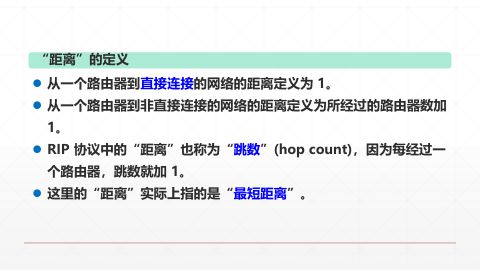 “距离”的定义
从一个路由器到直接连接的网络的距离定义为 1。
从一个路由器到非直接连接的网络的距离定义为所经过的路由器数加
1。
RIP 协议中的“距离”也称为“跳数”(hop count)，因为每经过一
个路由器，跳数就加 1。
这里的“距离”实际上指的是“最短距离”。